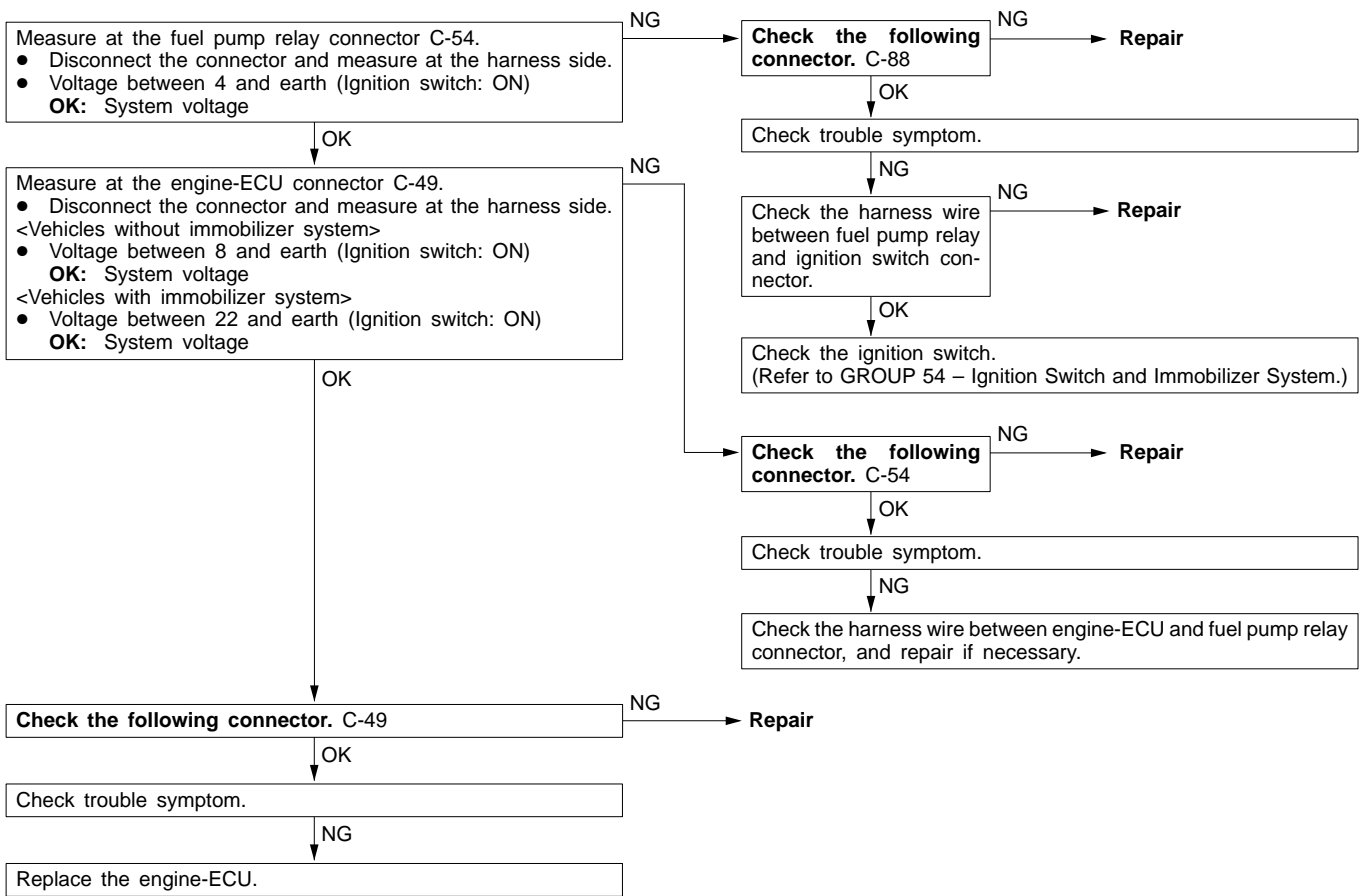 Measure at the fuel pump relay connector C-54.
● Disconnect the connector and measure at the harness side.
● Voltage between 4 and earth (Ignition switch: ON)
OK: System voltage
NG
Check the following
connector. C-88
NG
Repair
OK
Check trouble symptom.
NG
Check the harness wire
between fuel pump relay
and ignition switch con-
nector.
NG
Repair
OK
Check the ignition switch.
(Refer to GROUP 54 – Ignition Switch and Immobilizer System.)
OK
Measure at the engine-ECU connector C-49.
● Disconnect the connector and measure at the harness side.
<Vehicles without immobilizer system>
● Voltage between 8 and earth (Ignition switch: ON)
OK: System voltage
<Vehicles with immobilizer system>
● Voltage between 22 and earth (Ignition switch: ON)
OK: System voltage
NG
Check the following
connector. C-54
NG
Repair
OK
Check trouble symptom.
NG
Check the harness wire between engine-ECU and fuel pump relay
connector, and repair if necessary.
OK
Check the following connector. C-49
NG
Repair
OK
Check trouble symptom.
NG
Replace the engine-ECU.